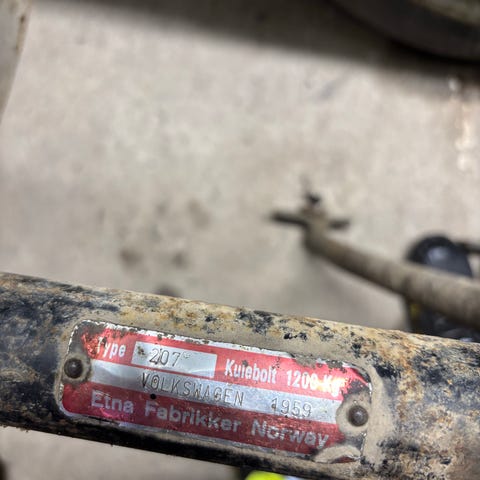 Type 207 Kulebolt 1200 Kg
VOLKSWAGEN 1959
Etna Fabrikker Norway